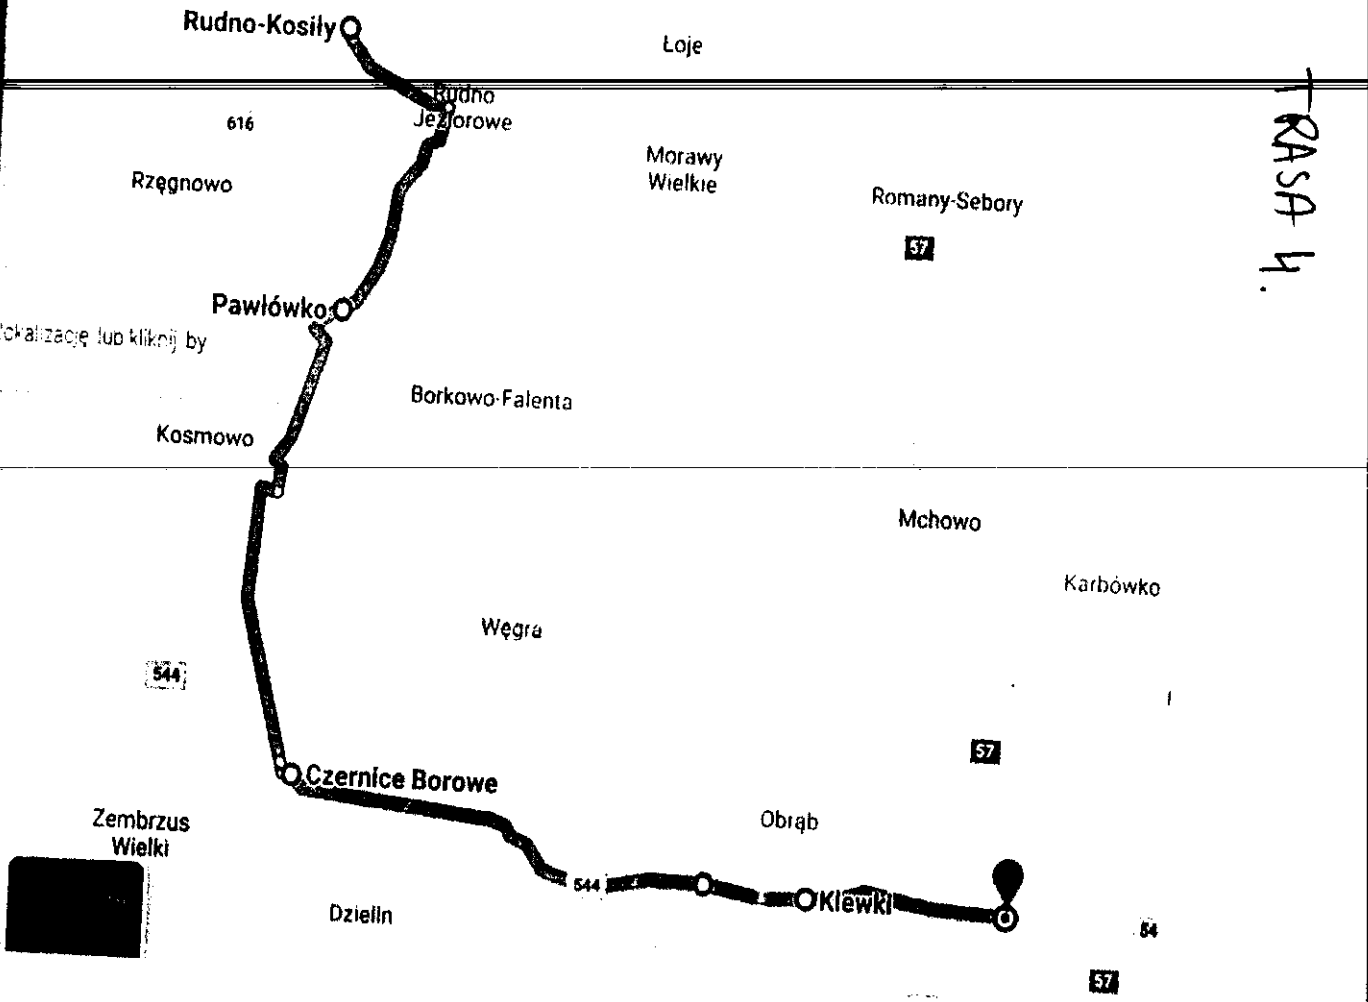 Rudno-Kosiły
Łoje
Rudno
Jeziorowe
616
Rzęgnowo
Morawy
Wielkie
Romany-Sebory
57
TRASA 4.
Pawłówko
lokalizację lub kliknij by
Borkowo-Falenta
Kosmowo
Mchowo
Karbówko
Węgra
544
57
Czernice Borowe
Zembrzus
Wielki
Obrąb
544
Klewki
Dzielin
54
57